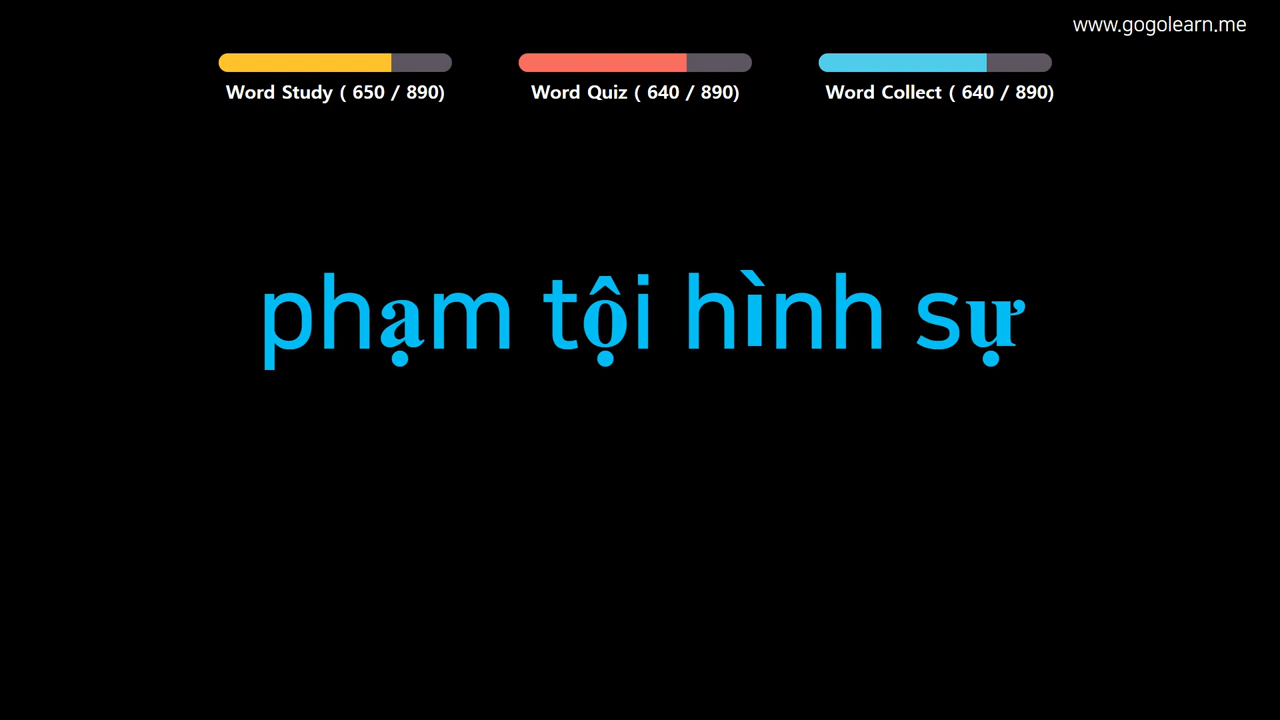 www.gogolearn.me
Word Study ( 650 / 890)
Word Quiz ( 640 / 890)
Word Collect ( 640 / 890)
phạm tội hình sự